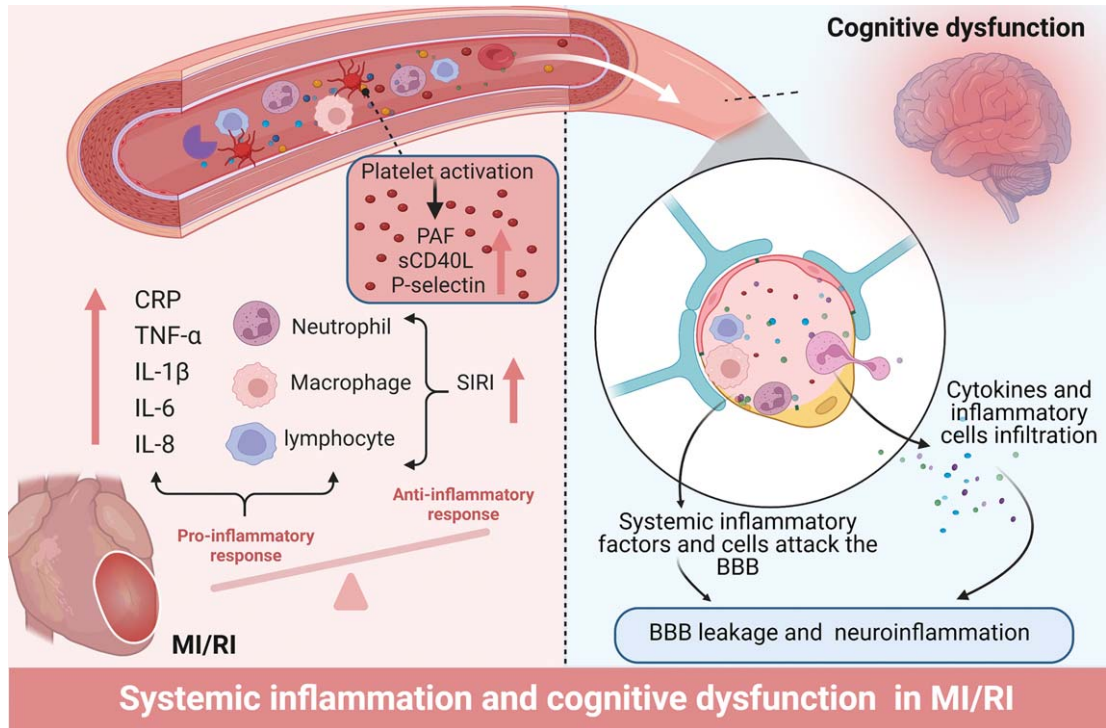 Cognitive dysfunction
Platelet activation
PAF
sCD40L
P-selectin
CRP
TNF-α
IL-1β
IL-6
IL-8
Neutrophil
Macrophage
lymphocyte
SIRI
Pro-inflammatory
response
Anti-inflammatory
response
MI/RI
Cytokines and
inflammatory
cells infiltration
Systemic inflammatory
factors and cells attack the
BBB
BBB leakage and neuroinflammation
Systemic inflammation and cognitive dysfunction in MI/RI